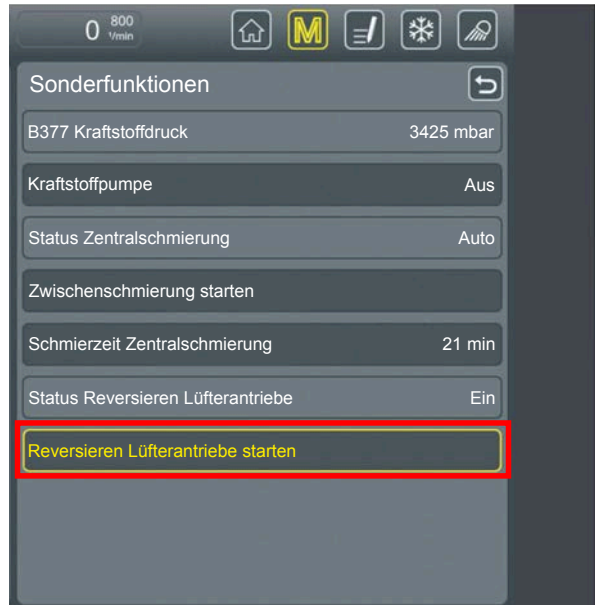 0 800
1/min
M
Sonderfunktionen
B377 Kraftstoffdruck 3425 mbar
Kraftstoffpumpe Aus
Status Zentralschmierung Auto
Zwischenschmierung starten
Schmierzeit Zentralschmierung 21 min
Status Reversieren Lüfterantriebe Ein
Reversieren Lüfterantriebe starten